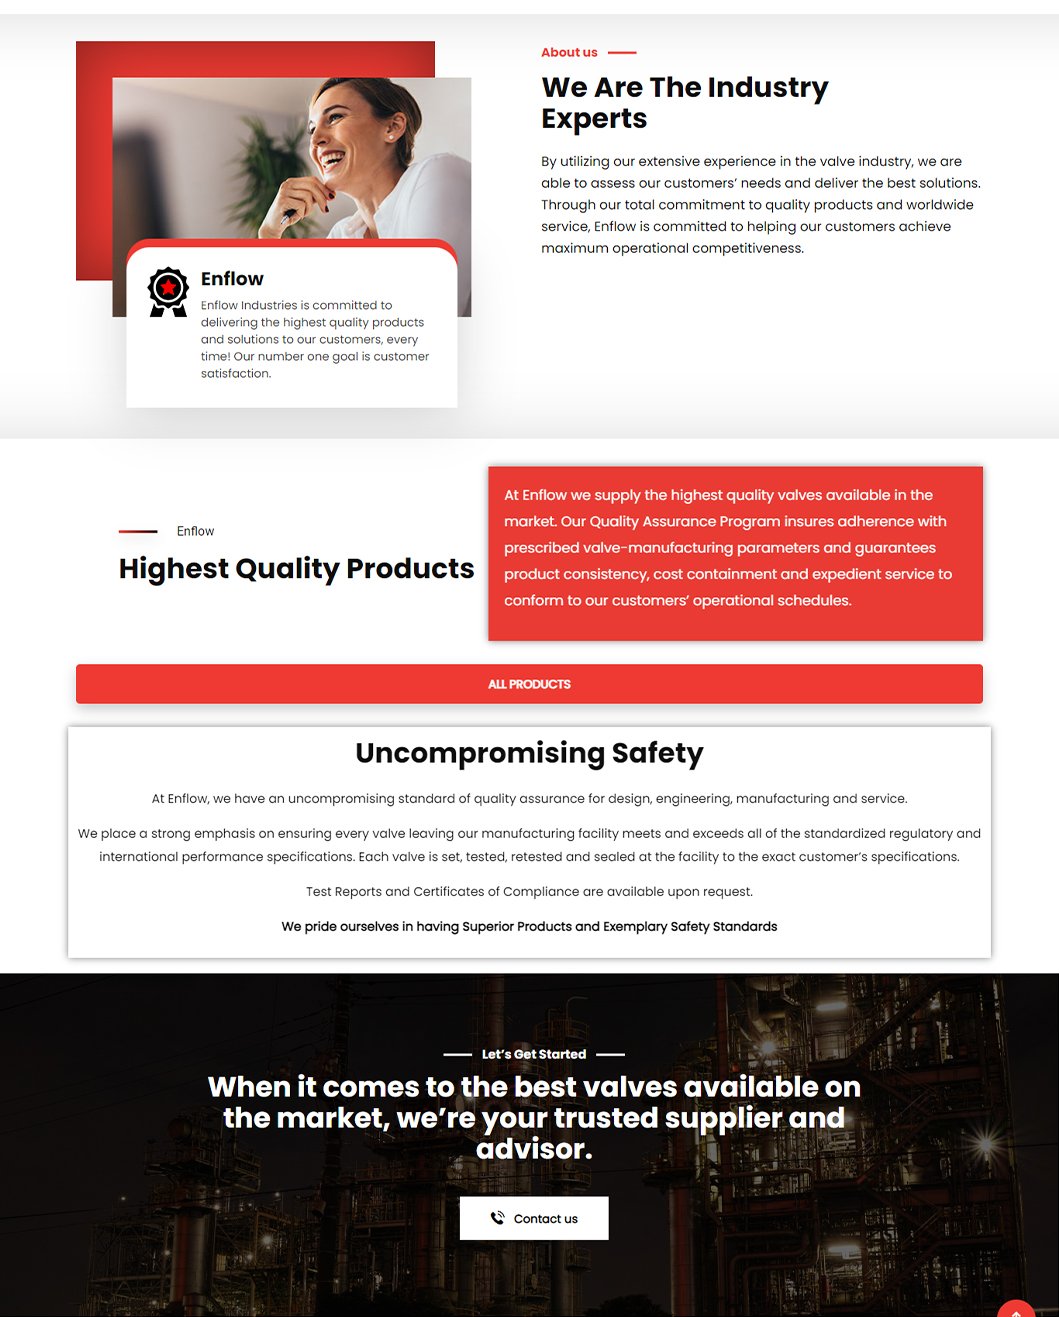 About us
We Are The Industry
Experts
By utilizing our extensive experience in the valve industry, we are
able to assess our customers’ needs and deliver the best solutions.
Through our total commitment to quality products and worldwide
service, Enflow is committed to helping our customers achieve
maximum operational competitiveness.
Enflow
Enflow Industries is committed to
delivering the highest quality products
and solutions to our customers, every
time! Our number one goal is customer
satisfaction.
Enflow
Highest Quality Products
At Enflow we supply the highest quality valves available in the
market. Our Quality Assurance Program insures adherence with
prescribed valve-manufacturing parameters and guarantees
product consistency, cost containment and expedient service to
conform to our customers’ operational schedules.
ALL PRODUCTS
Uncompromising Safety
At Enflow, we have an uncompromising standard of quality assurance for design, engineering, manufacturing and service.
We place a strong emphasis on ensuring every valve leaving our manufacturing facility meets and exceeds all of the standardized regulatory and
international performance specifications. Each valve is set, tested, retested and sealed at the facility to the exact customer’s specifications.
Test Reports and Certificates of Compliance are available upon request.
We pride ourselves in having Superior Products and Exemplary Safety Standards
Let’s Get Started
When it comes to the best valves available on
the market, we’re your trusted supplier and
advisor.
Contact us